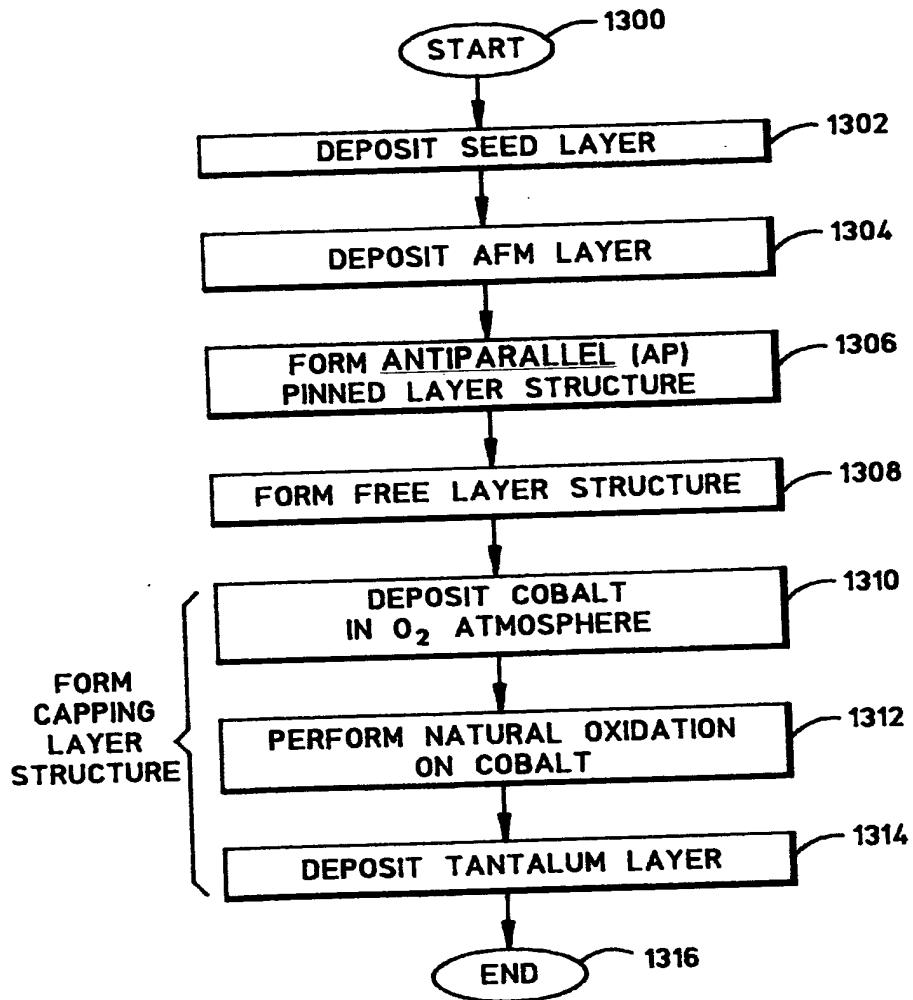 1300
START
1302
DEPOSIT SEED LAYER
1304
DEPOSIT AFM LAYER
1306
FORM ANTIPARALLEL (AP)
PINNED LAYER STRUCTURE
1308
FORM FREE LAYER STRUCTURE
1310
DEPOSIT COBALT
IN O₂ ATMOSPHERE
FORM
CAPPING
LAYER
STRUCTURE
1312
PERFORM NATURAL OXIDATION
ON COBALT
1314
DEPOSIT TANTALUM LAYER
1316
END